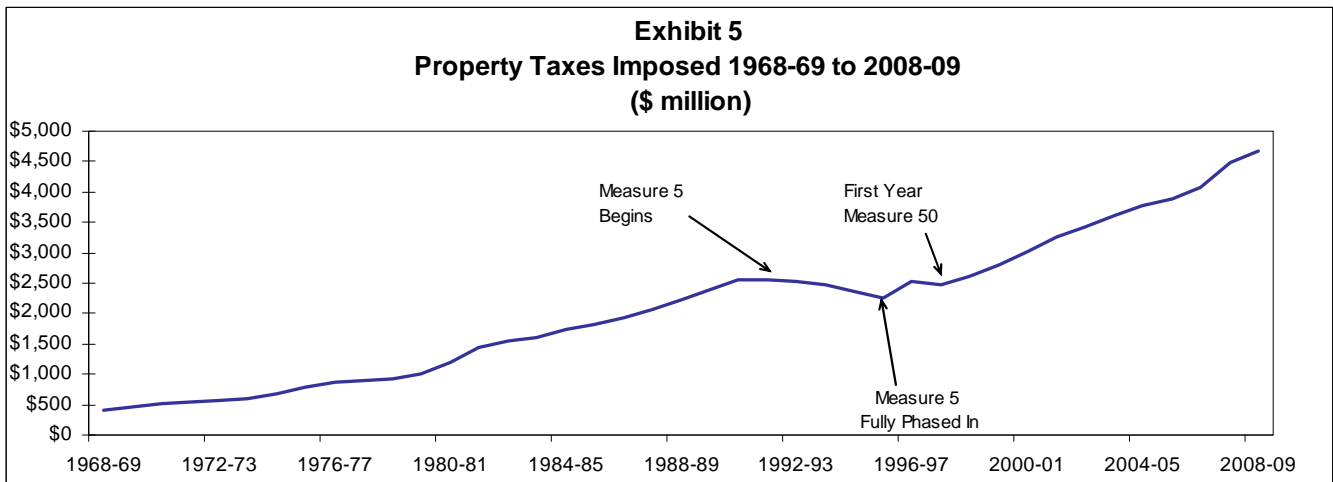 Exhibit 5
Property Taxes Imposed 1968-69 to 2008-09
($ million)
$5,000
$4,500
$4,000
$3,500
$3,000
$2,500
$2,000
$1,500
$1,000
$500
$0
Measure 5
Begins
First Year
Measure 50
Measure 5
Fully Phased In
1968-69 1972-73 1976-77 1980-81 1984-85 1988-89 1992-93 1996-97 2000-01 2004-05 2008-09